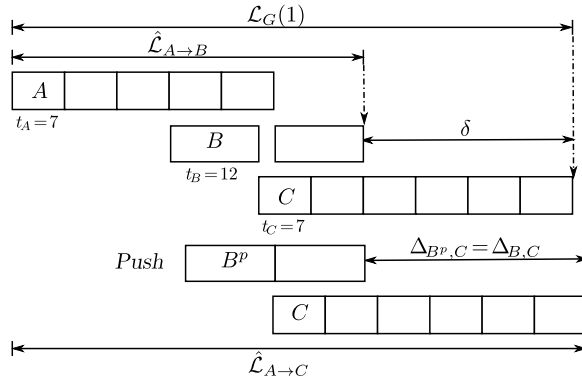 𝓛_G(1)
𝓛̂_{A→B}
A
t_A=7
B
δ
t_B=12
C
t_C=7
Push B^p Δ_{B^p,C}=Δ_{B,C}
C
𝓛̂_{A→C}